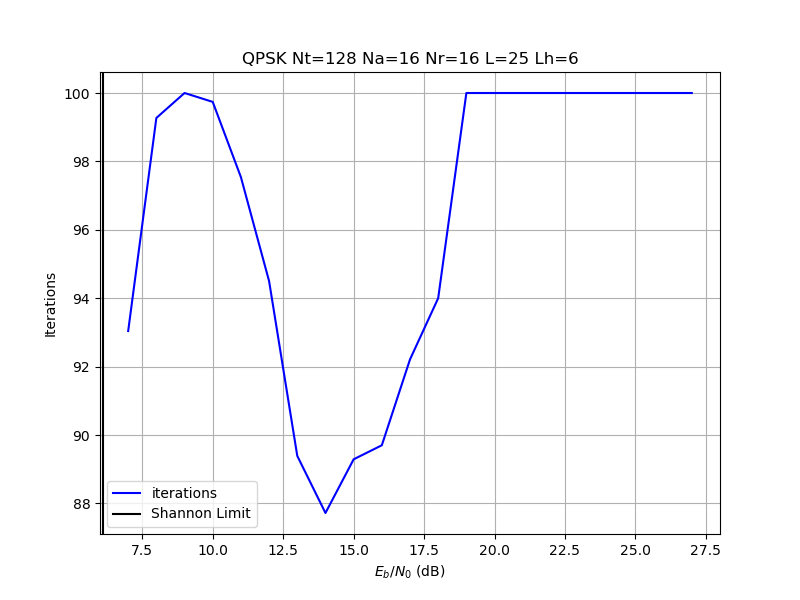 QPSK Nt=128 Na=16 Nr=16 L=25 Lh=6
Iterations
100
98
96
94
92
90
88
iterations
Shannon Limit
7.5 10.0 12.5 15.0 17.5 20.0 22.5 25.0 27.5
E_b/N_0 (dB)